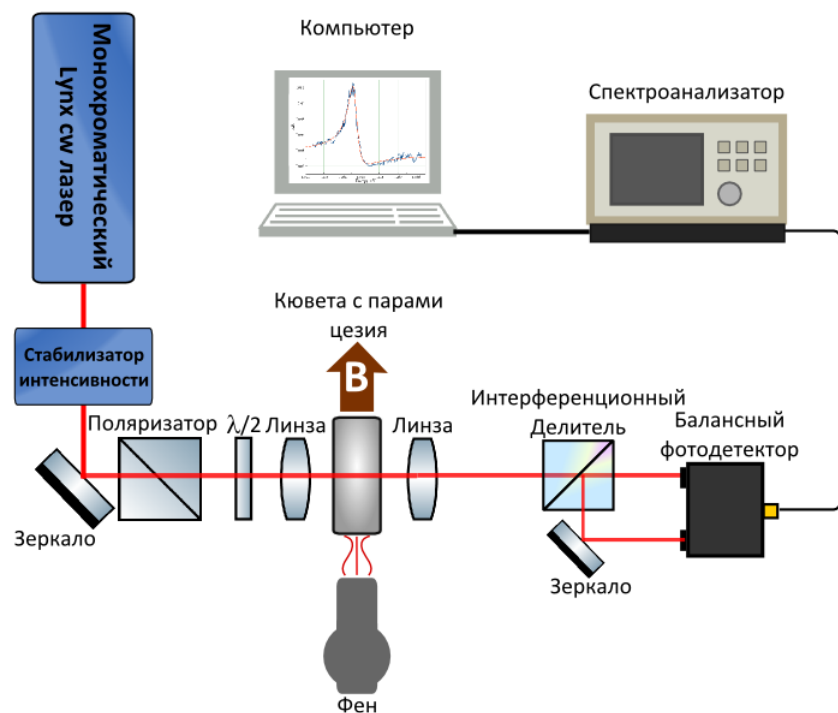 Компьютер
Спектроанализатор
Монохроматический
Lynx cw лазер
Стабилизатор
интенсивности
Кювета с парами
цезия
B
Поляризатор
λ/2
Линза
Линза
Интерференционный
Делитель
Балансный
фотодетектор
Зеркало
Зеркало
Фен